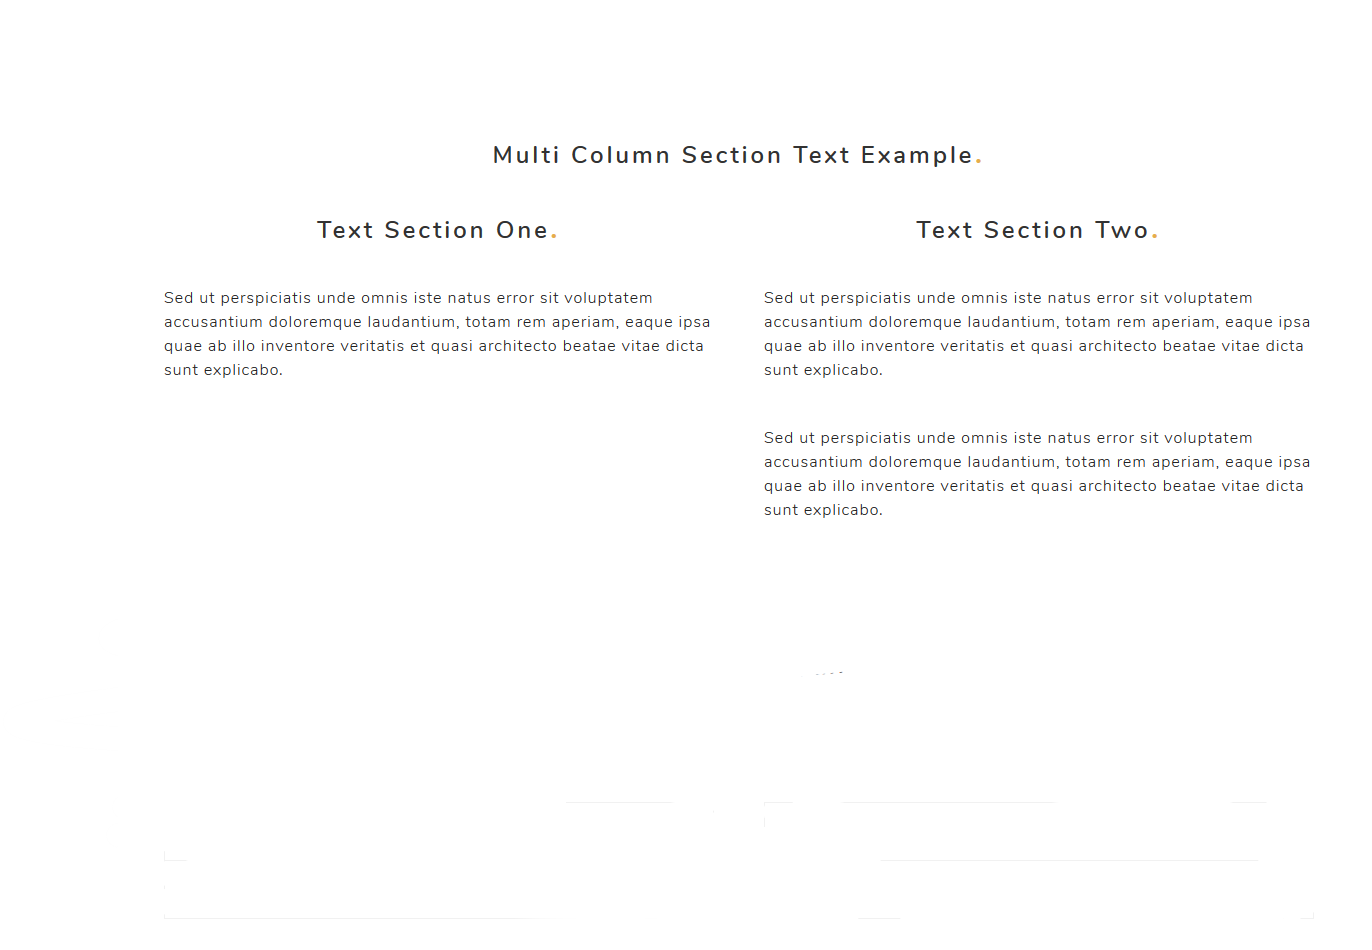 Multi Column Section Text Example.
Text Section One.
Sed ut perspiciatis unde omnis iste natus error sit voluptatem
accusantium doloremque laudantium, totam rem aperiam, eaque ipsa
quae ab illo inventore veritatis et quasi architecto beatae vitae dicta
sunt explicabo.
Text Section Two.
Sed ut perspiciatis unde omnis iste natus error sit voluptatem
accusantium doloremque laudantium, totam rem aperiam, eaque ipsa
quae ab illo inventore veritatis et quasi architecto beatae vitae dicta
sunt explicabo.
Sed ut perspiciatis unde omnis iste natus error sit voluptatem
accusantium doloremque laudantium, totam rem aperiam, eaque ipsa
quae ab illo inventore veritatis et quasi architecto beatae vitae dicta
sunt explicabo.